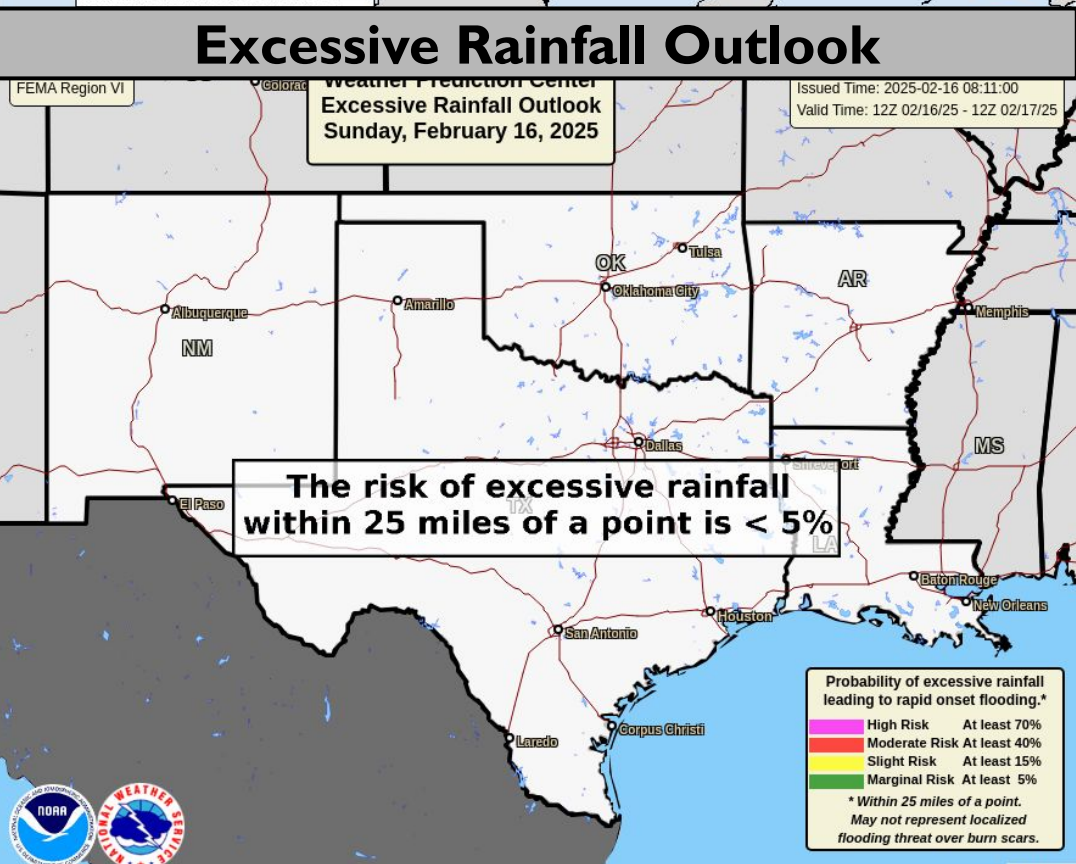 Excessive Rainfall Outlook
FEMA Region VI
Weather Prediction Center
Excessive Rainfall Outlook
Sunday, February 16, 2025
Issued Time: 2025-02-16 08:11:00
Valid Time: 12Z 02/16/25 - 12Z 02/17/25
Colorad
Tulsa
OK
Oklahoma City
AR
Amarillo
Albuquerque
Memphis
NM
Dallas
MS
Shreveport
The risk of excessive rainfall
within 25 miles of a point is < 5%
El Paso
TX
LA
Baton Rouge
New Orleans
Houston
San Antonio
Corpus Christi
Laredo
Probability of excessive rainfall
leading to rapid onset flooding.*
High Risk At least 70%
Moderate Risk At least 40%
Slight Risk At least 15%
Marginal Risk At least 5%
* Within 25 miles of a point.
May not represent localized
flooding threat over burn scars.
NOAA
NATIONAL WEATHER SERVICE